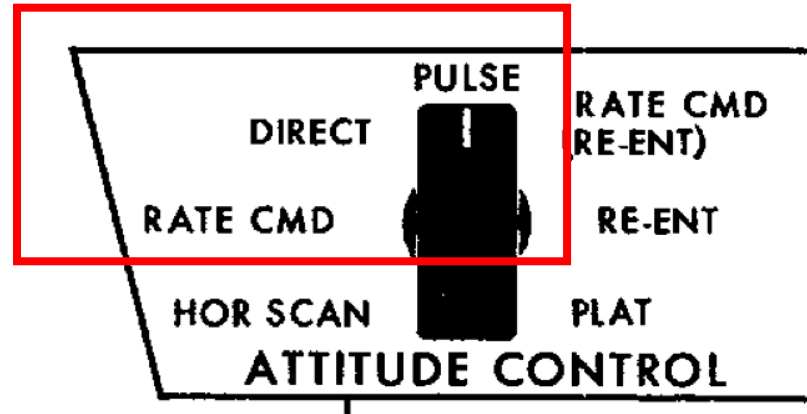 PULSE
DIRECT
RATE CMD
(RE-ENT)
RATE CMD
RE-ENT
HOR SCAN
PLAT
ATTITUDE CONTROL